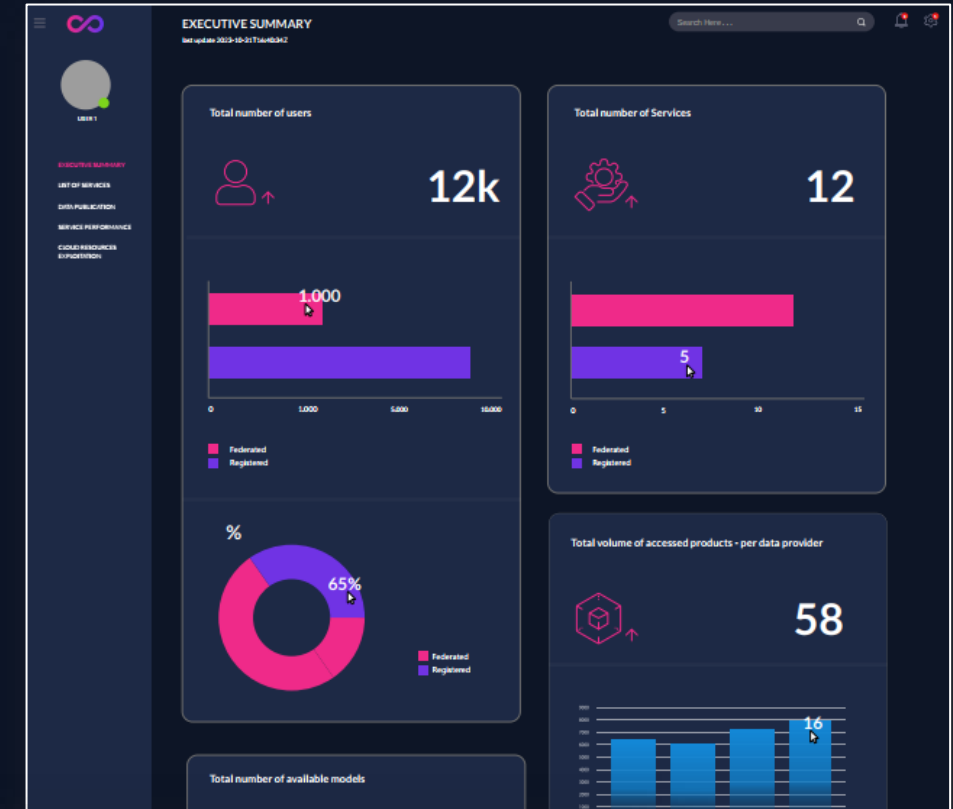 EXECUTIVE SUMMARY
Search Here...
USER 1
EXECUTIVE SUMMARY
LIST OF SERVICES
DATA PUBLICATION
SERVICE PERFORMANCE
CLOUD RESOURCES
EXPLOITATION
Total number of users
12k
1.000
0 1.000 5.000 10.000
Federated
Registered
%
65%
Federated
Registered
Total number of available models
Total number of Services
12
5
0 5 10 15
Federated
Registered
Total volume of accessed products - per data provider
58
16